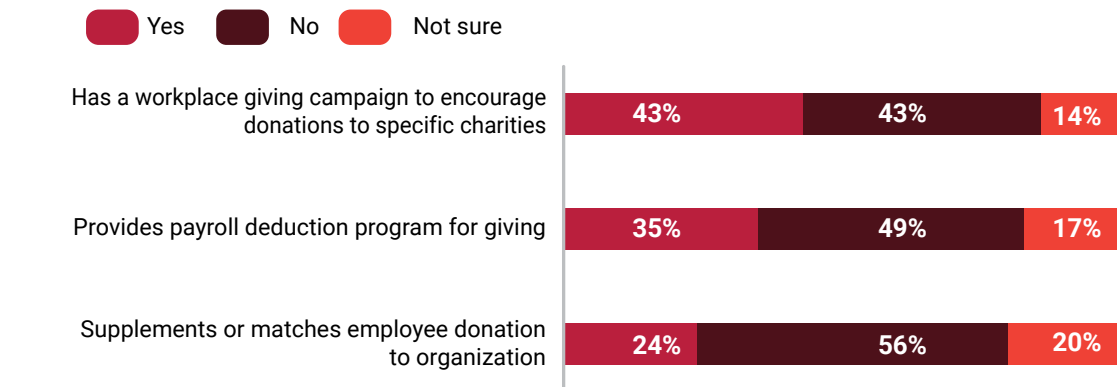 Yes No Not sure
Has a workplace giving campaign to encourage
donations to specific charities
43% 43% 14%
Provides payroll deduction program for giving
35% 49% 17%
Supplements or matches employee donation
to organization
24% 56% 20%